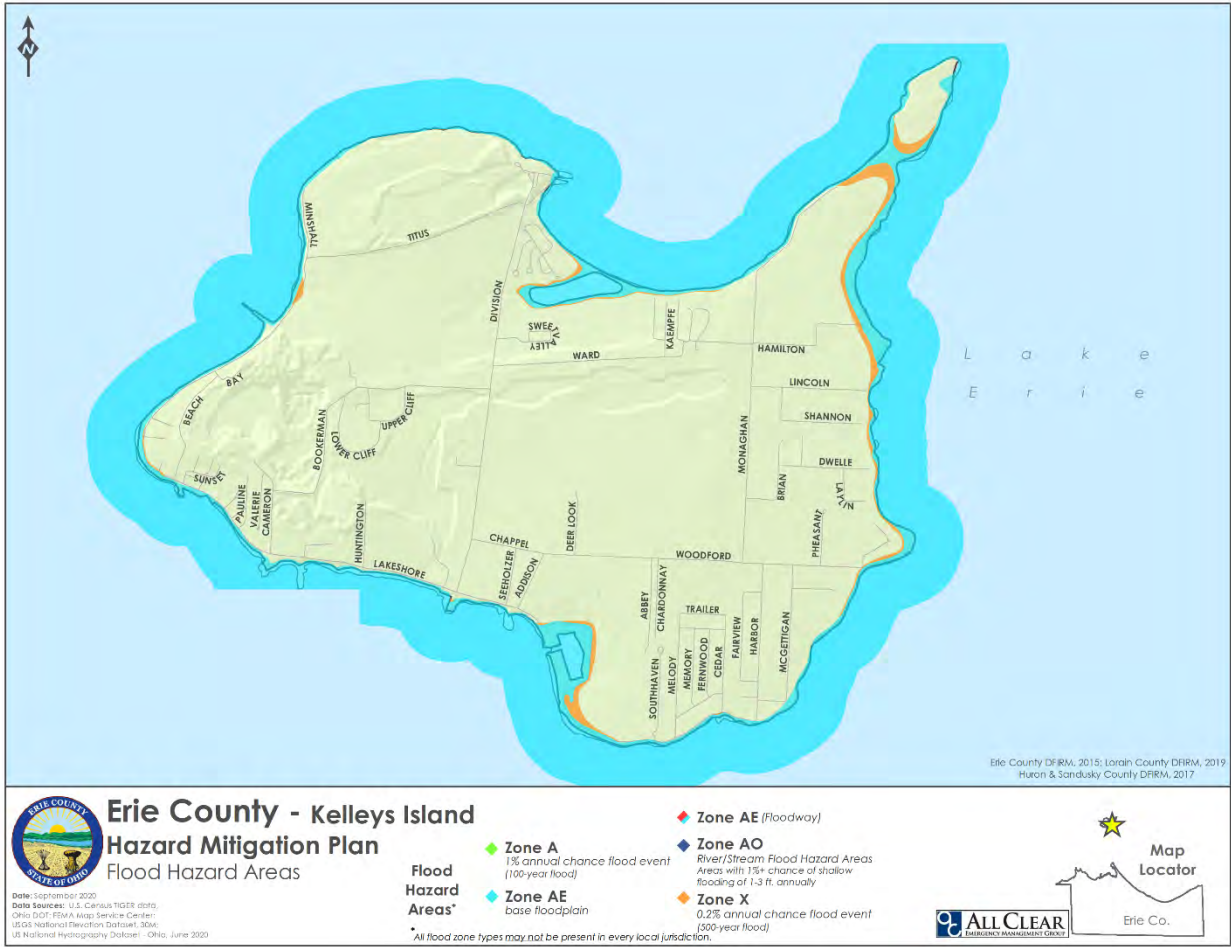 N
MINSHALL
TITUS
DIVISION
SWEETVALLEY
KAEMPFE
WARD
HAMILTON
L a k e
E r i e
BAY
LINCOLN
BEACH
UPPER CLIFF
SHANNON
BOOKERMAN
LOWER CLIFF
MONAGHAN
SUNSET
DWELLE
PAULINE
VALERIE
CAMERON
BRIAN
HUNTINGTON
DEER LOOK
PHEASANT
CHAPPEL
WOODFORD
LAKESHORE
SEEHOLZER
ADDISON
ABBEY
CHARDONNAY
TRAILER
FAIRVIEW
HARBOR
MCGETTIGAN
SOUTHHAVEN
MELODY
MEMORY
FERNWOOD
CEDAR
Erie County DFIRM, 2015; Lorain County DFIRM, 2019
Huron & Sandusky County DFIRM, 2017
ERIE COUNTY
STATE OF OHIO
Erie County - Kelleys Island
Hazard Mitigation Plan
Flood Hazard Areas
Date: September 2020
Data Sources: U.S. Census TIGER data,
Ohio DOT; FEMA Map Service Center;
USGS National Elevation Dataset, 30M;
US National Hydrography Dataset - Ohio, June 2020
Flood
Hazard
Areas*
Zone A
1% annual chance flood event
(100-year flood)
Zone AE
base floodplain
Zone AE (Floodway)
Zone AO
River/Stream Flood Hazard Areas
Areas with 1%+ chance of shallow
flooding of 1-3 ft. annually
Zone X
0.2% annual chance flood event
(500-year flood)
* All flood zone types may not be present in every local jurisdiction.
Map
Locator
Erie Co.
ALL CLEAR
EMERGENCY MANAGEMENT GROUP